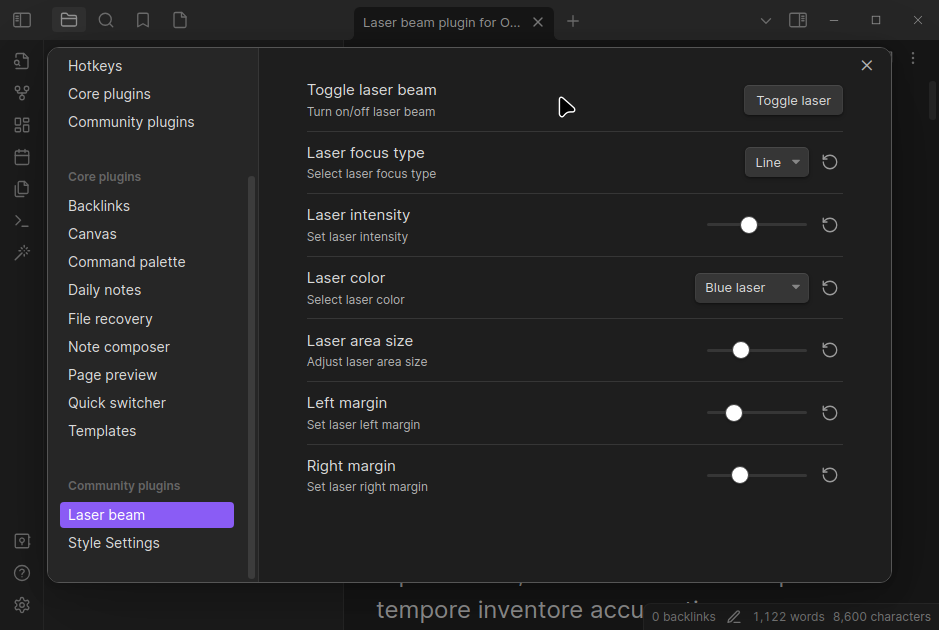 Laser beam plugin for O...
Hotkeys
Core plugins
Community plugins
Core plugins
Backlinks
Canvas
Command palette
Daily notes
File recovery
Note composer
Page preview
Quick switcher
Templates
Community plugins
Laser beam
Style Settings
Toggle laser beam
Turn on/off laser beam
Toggle laser
Laser focus type
Select laser focus type
Line
Laser intensity
Set laser intensity
Laser color
Select laser color
Blue laser
Laser area size
Adjust laser area size
Left margin
Set laser left margin
Right margin
Set laser right margin
tempore inventore accu
0 backlinks 1,122 words 8,600 characters